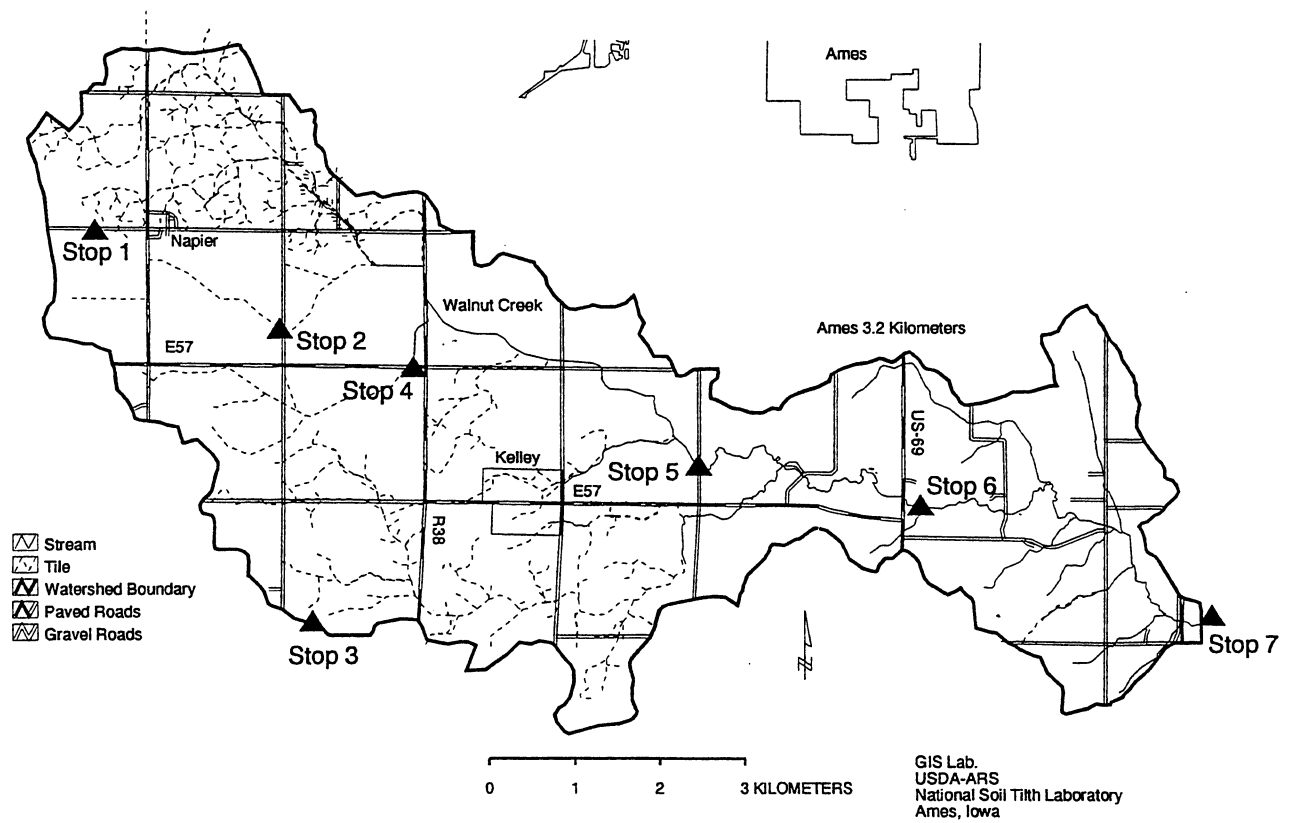 Ames
Stop 1
Napier
Walnut Creek
Ames 3.2 Kilometers
Stop 2
E57
Stop 4
US-69
Kelley
Stop 5
E57
Stop 6
R38
Stream
Tile
Watershed Boundary
Paved Roads
Gravel Roads
Stop 3
N
Stop 7
0 1 2 3 KILOMETERS
GIS Lab.
USDA-ARS
National Soil Tilth Laboratory
Ames, Iowa